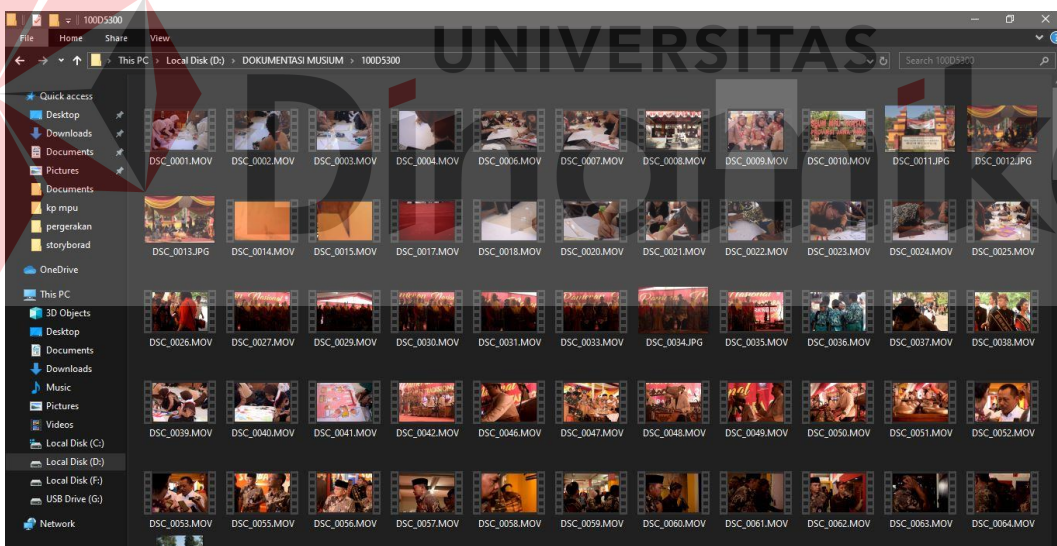 100D5300
File Home Share View
This PC > Local Disk (D:) > DOKUMENTASI MUSIUM > 100D5300
Search 100D5300
UNIVERSITAS
Dinamik
Quick access
Desktop
Downloads
Documents
Pictures
Documents
kp mpu
pergerakan
storyborad
OneDrive
This PC
3D Objects
Desktop
Documents
Downloads
Music
Pictures
Videos
Local Disk (C:)
Local Disk (D:)
Local Disk (F:)
USB Drive (G:)
Network
DSC_0001.MOV DSC_0002.MOV DSC_0003.MOV DSC_0004.MOV DSC_0006.MOV DSC_0007.MOV DSC_0008.MOV DSC_0009.MOV DSC_0010.MOV DSC_0011.JPG DSC_0012.JPG
DSC_0013.JPG DSC_0014.MOV DSC_0015.MOV DSC_0017.MOV DSC_0018.MOV DSC_0020.MOV DSC_0021.MOV DSC_0022.MOV DSC_0023.MOV DSC_0024.MOV DSC_0025.MOV
DSC_0026.MOV DSC_0027.MOV DSC_0029.MOV DSC_0030.MOV DSC_0031.MOV DSC_0033.MOV DSC_0034.JPG DSC_0035.MOV DSC_0036.MOV DSC_0037.MOV DSC_0038.MOV
DSC_0039.MOV DSC_0040.MOV DSC_0041.MOV DSC_0042.MOV DSC_0046.MOV DSC_0047.MOV DSC_0048.MOV DSC_0049.MOV DSC_0050.MOV DSC_0051.MOV DSC_0052.MOV
DSC_0053.MOV DSC_0055.MOV DSC_0056.MOV DSC_0057.MOV DSC_0058.MOV DSC_0059.MOV DSC_0060.MOV DSC_0061.MOV DSC_0062.MOV DSC_0063.MOV DSC_0064.MOV